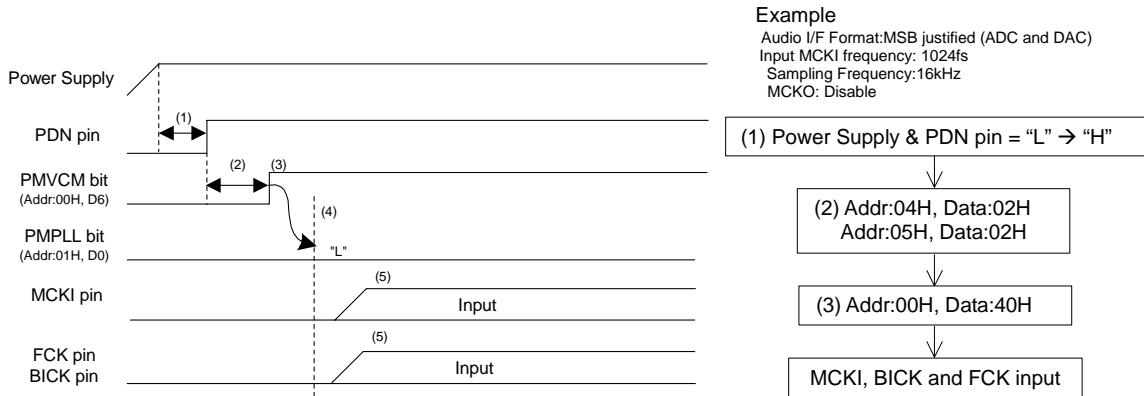 Example
Audio I/F Format:MSB justified (ADC and DAC)
Input MCKI frequency: 1024fs
Sampling Frequency:16kHz
MCKO: Disable
Power Supply
(1)
PDN pin
(2)
(3)
PMVCM bit
(Addr:00H, D6)
(4)
PMPLL bit
(Addr:01H, D0)
"L"
MCKI pin
(5)
Input
FCK pin
BICK pin
(5)
Input
(1) Power Supply & PDN pin = “L” → “H”
(2) Addr:04H, Data:02H
Addr:05H, Data:02H
(3) Addr:00H, Data:40H
MCKI, BICK and FCK input